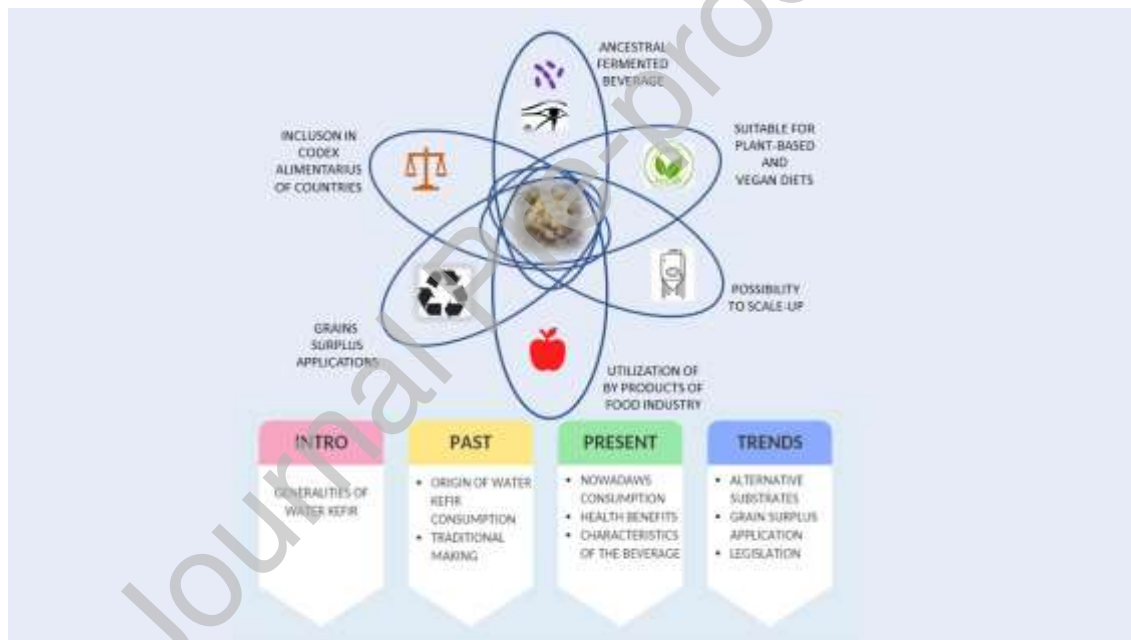 ANCESTRAL
FERMENTED
BEVERAGE
INCLUSON IN
CODEX
ALIMENTARIUS
OF COUNTRIES
SUITABLE FOR
PLANT-BASED
AND
VEGAN DIETS
POSSIBILITY
TO SCALE-UP
GRAINS
SURPLUS
APPLICATIONS
UTILIZATION OF
BY PRODUCTS OF
FOOD INDUSTRY
INTRO
GENERALITIES OF
WATER KEFIR
PAST
• ORIGIN OF WATER
KEFIR
CONSUMPTION
• TRADITIONAL
MAKING
PRESENT
• NOWADAWS
CONSUMPTION
• HEALTH BENEFITS
• CHARACTERISTICS
OF THE BEVERAGE
TRENDS
• ALTERNATIVE
SUBSTRATES
• GRAIN SURPLUS
APPLICATION
• LEGISLATION
Journal Pre-proo